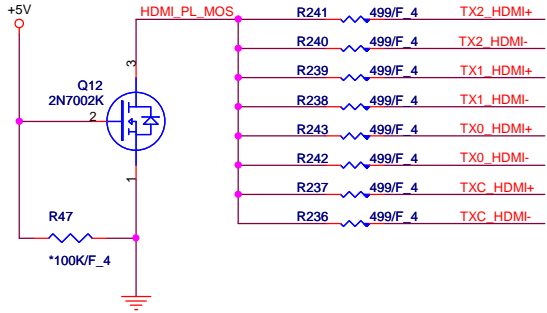 +5V
HDMI_PL_MOS
R241 499/F_4 TX2_HDMI+
R240 499/F_4 TX2_HDMI-
R239 499/F_4 TX1_HDMI+
R238 499/F_4 TX1_HDMI-
R243 499/F_4 TX0_HDMI+
R242 499/F_4 TX0_HDMI-
R237 499/F_4 TXC_HDMI+
R236 499/F_4 TXC_HDMI-
3
Q12
2N7002K
2
1
R47
*100K/F_4